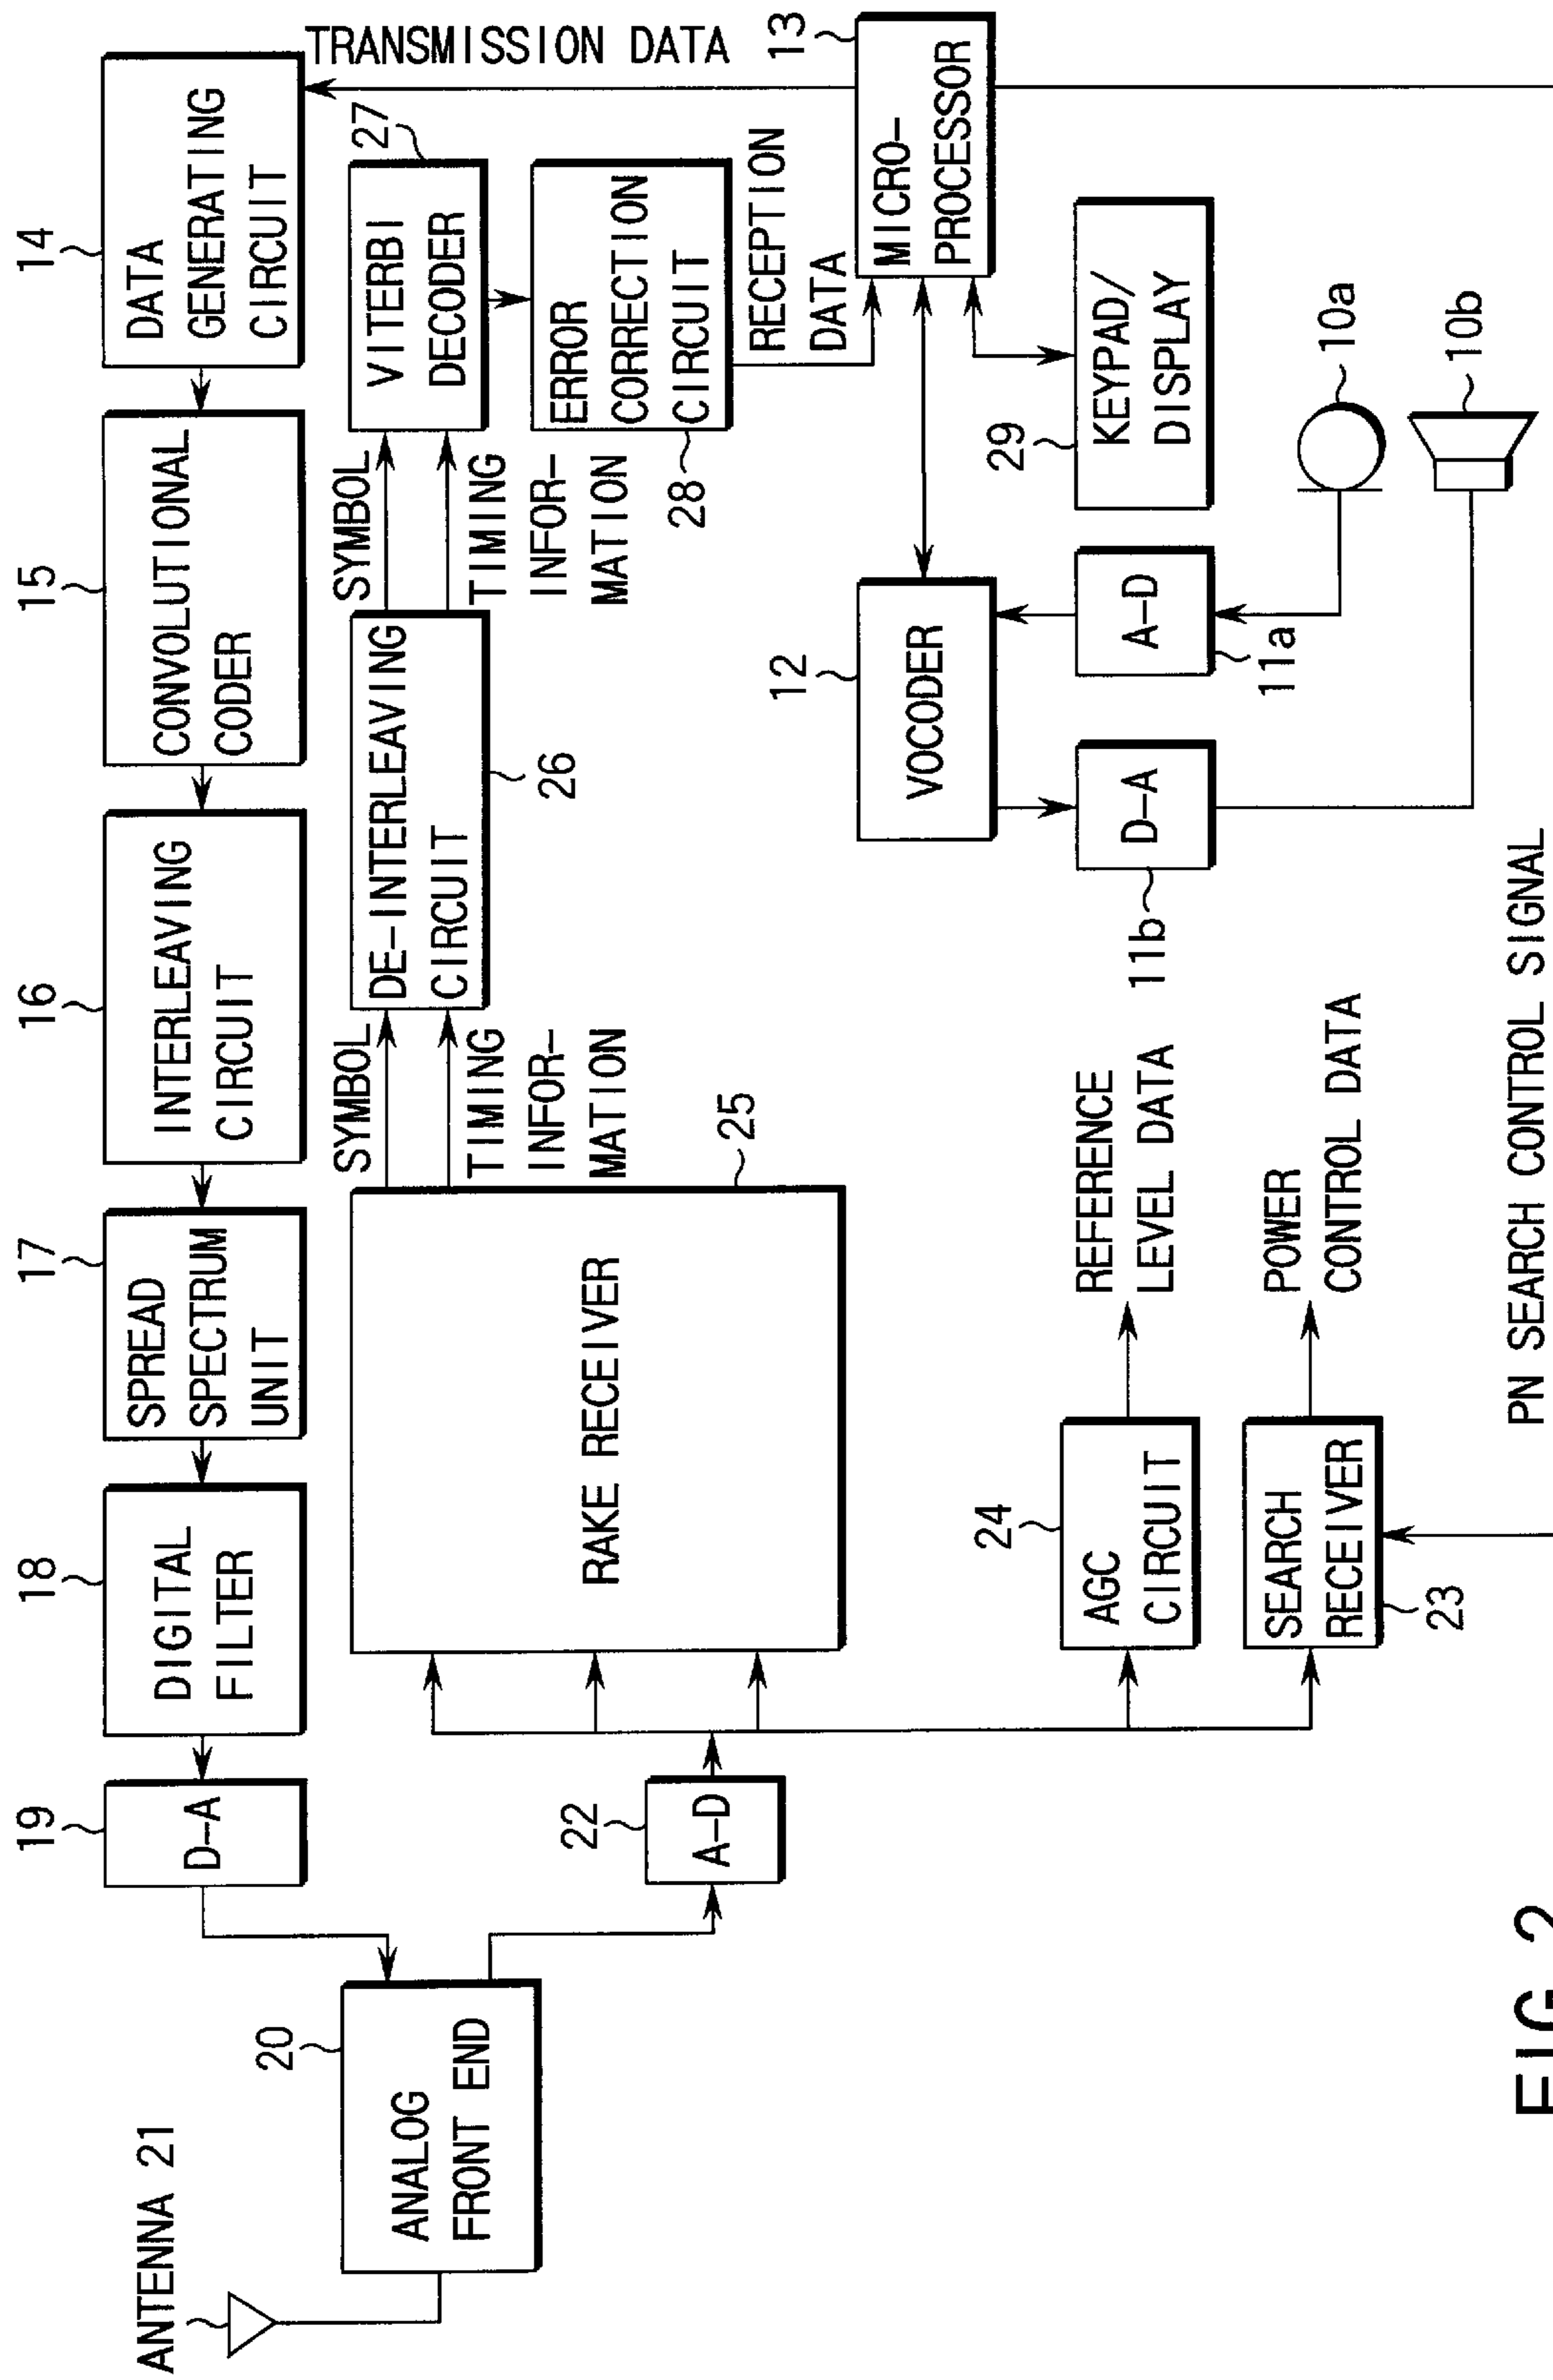 ANTENNA 21
20
ANALOG
FRONT END
19
D-A
18
DIGITAL
FILTER
17
SPREAD
SPECTRUM
UNIT
16
INTERLEAVING
CIRCUIT
15
CONVOLUTIONAL
CODER
14
DATA
GENERATING
CIRCUIT
TRANSMISSION DATA
22
A-D
RAKE RECEIVER
25
SYMBOL
TIMING
INFOR-
MATION
DE-INTERLEAVING
CIRCUIT
26
SYMBOL
TIMING
INFOR-
MATION
VITERBI
DECODER
27
ERROR
CORRECTION
CIRCUIT
28
RECEPTION
DATA
13
MICRO-
PROCESSOR
24
AGC
CIRCUIT
REFERENCE
LEVEL DATA
SEARCH
RECEIVER
23
POWER
CONTROL DATA
12
VOCODER
D-A
11b
A-D
11a
29
KEYPAD/
DISPLAY
10a
10b
PN SEARCH CONTROL SIGNAL
FIG. 2